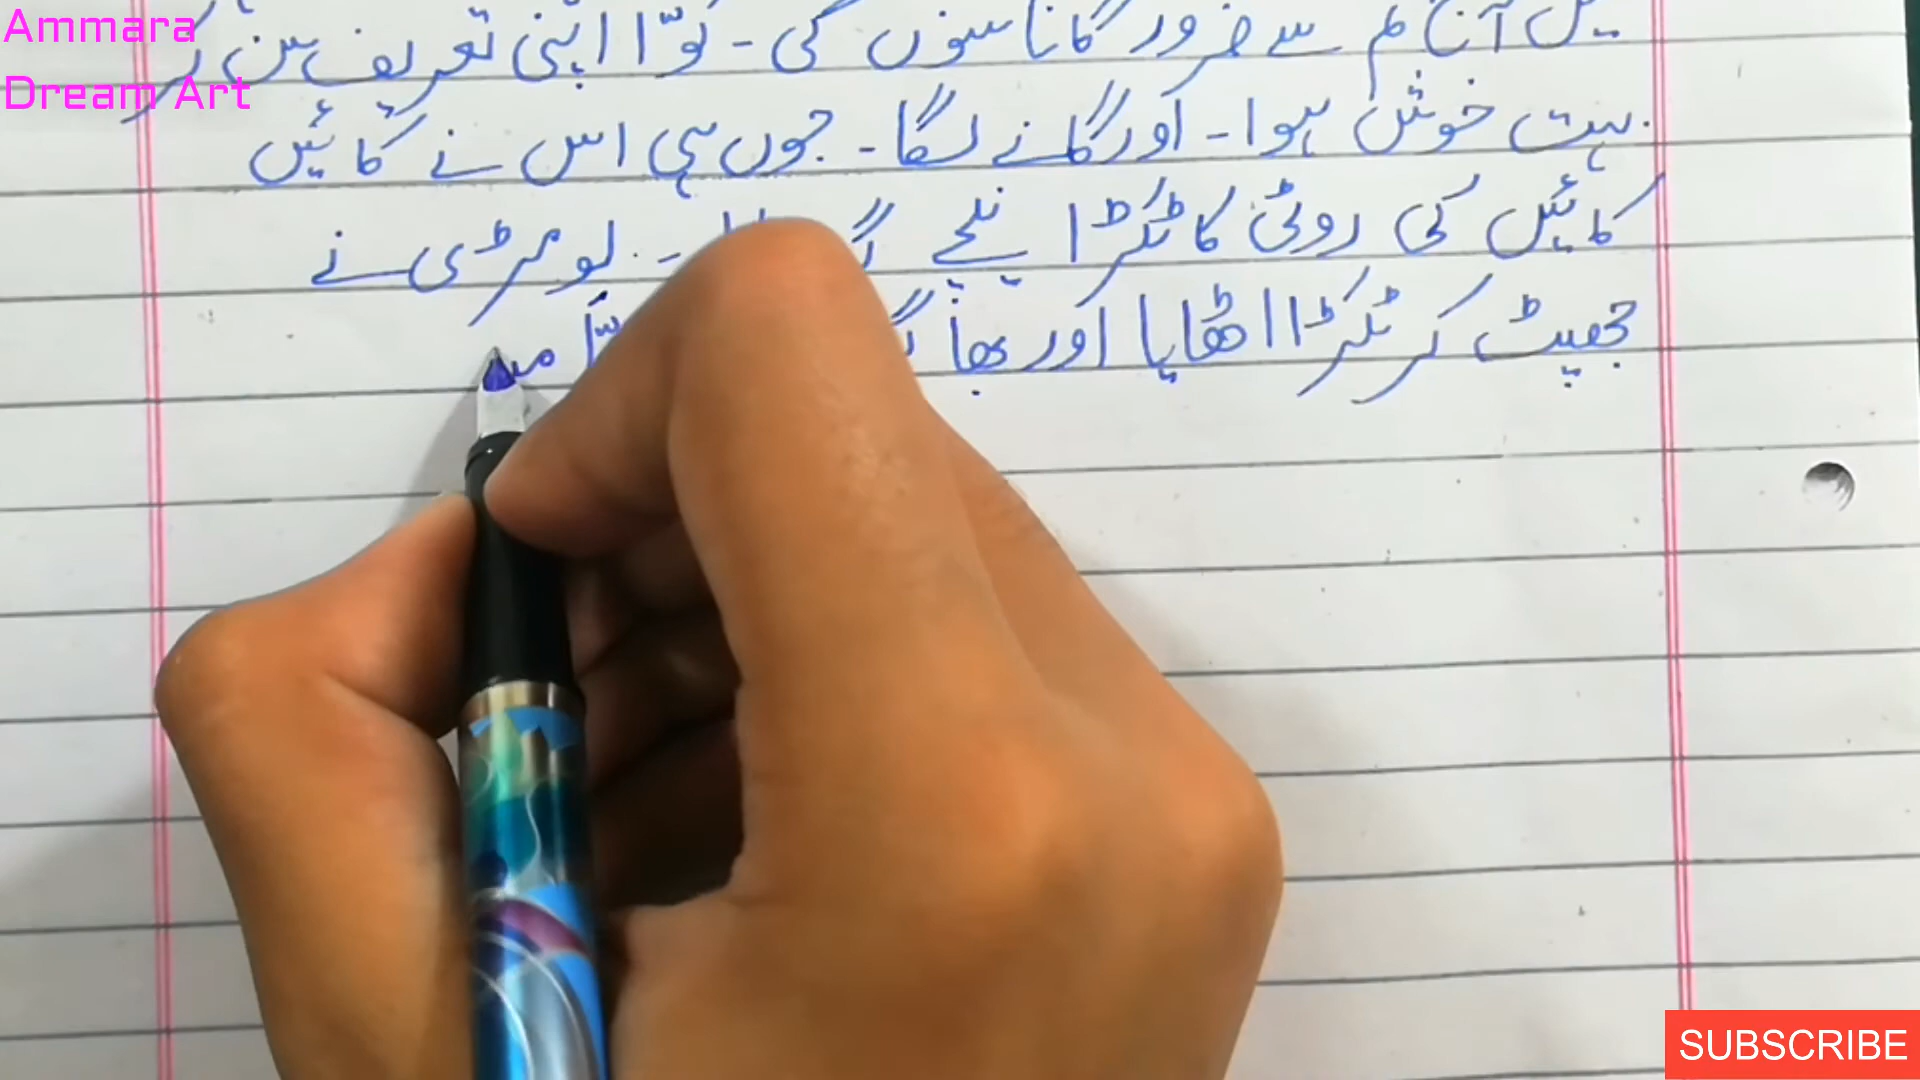 Ammara
Dream Art
میں آج تم سے ضرور گانا سنوں گی ۔ کوّا اپنی تعریف سن کر
بہت خوش ہوا ۔ اور گانے لگا ۔ جوں ہی اس نے کائیں
کائیں کی روٹی کا ٹکڑا نیچے ۔ لومڑی نے
جھپٹ کر ٹکڑا اٹھایا اور بھاگ
SUBSCRIBE